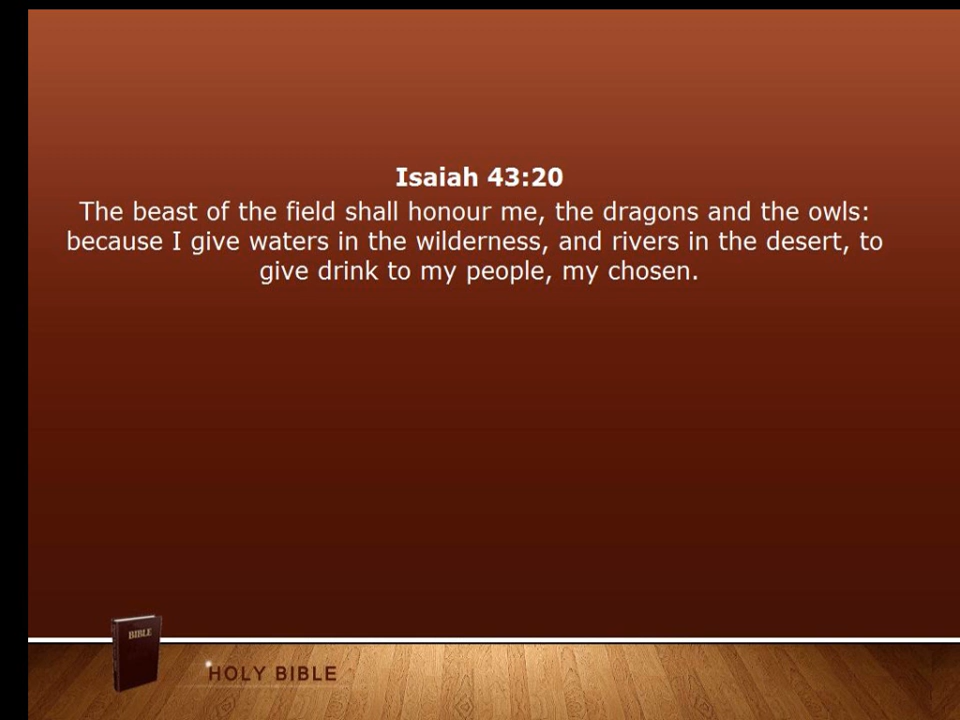 Isaiah 43:20
The beast of the field shall honour me, the dragons and the owls:
because I give waters in the wilderness, and rivers in the desert, to
give drink to my people, my chosen.
BIBLE
HOLY BIBLE